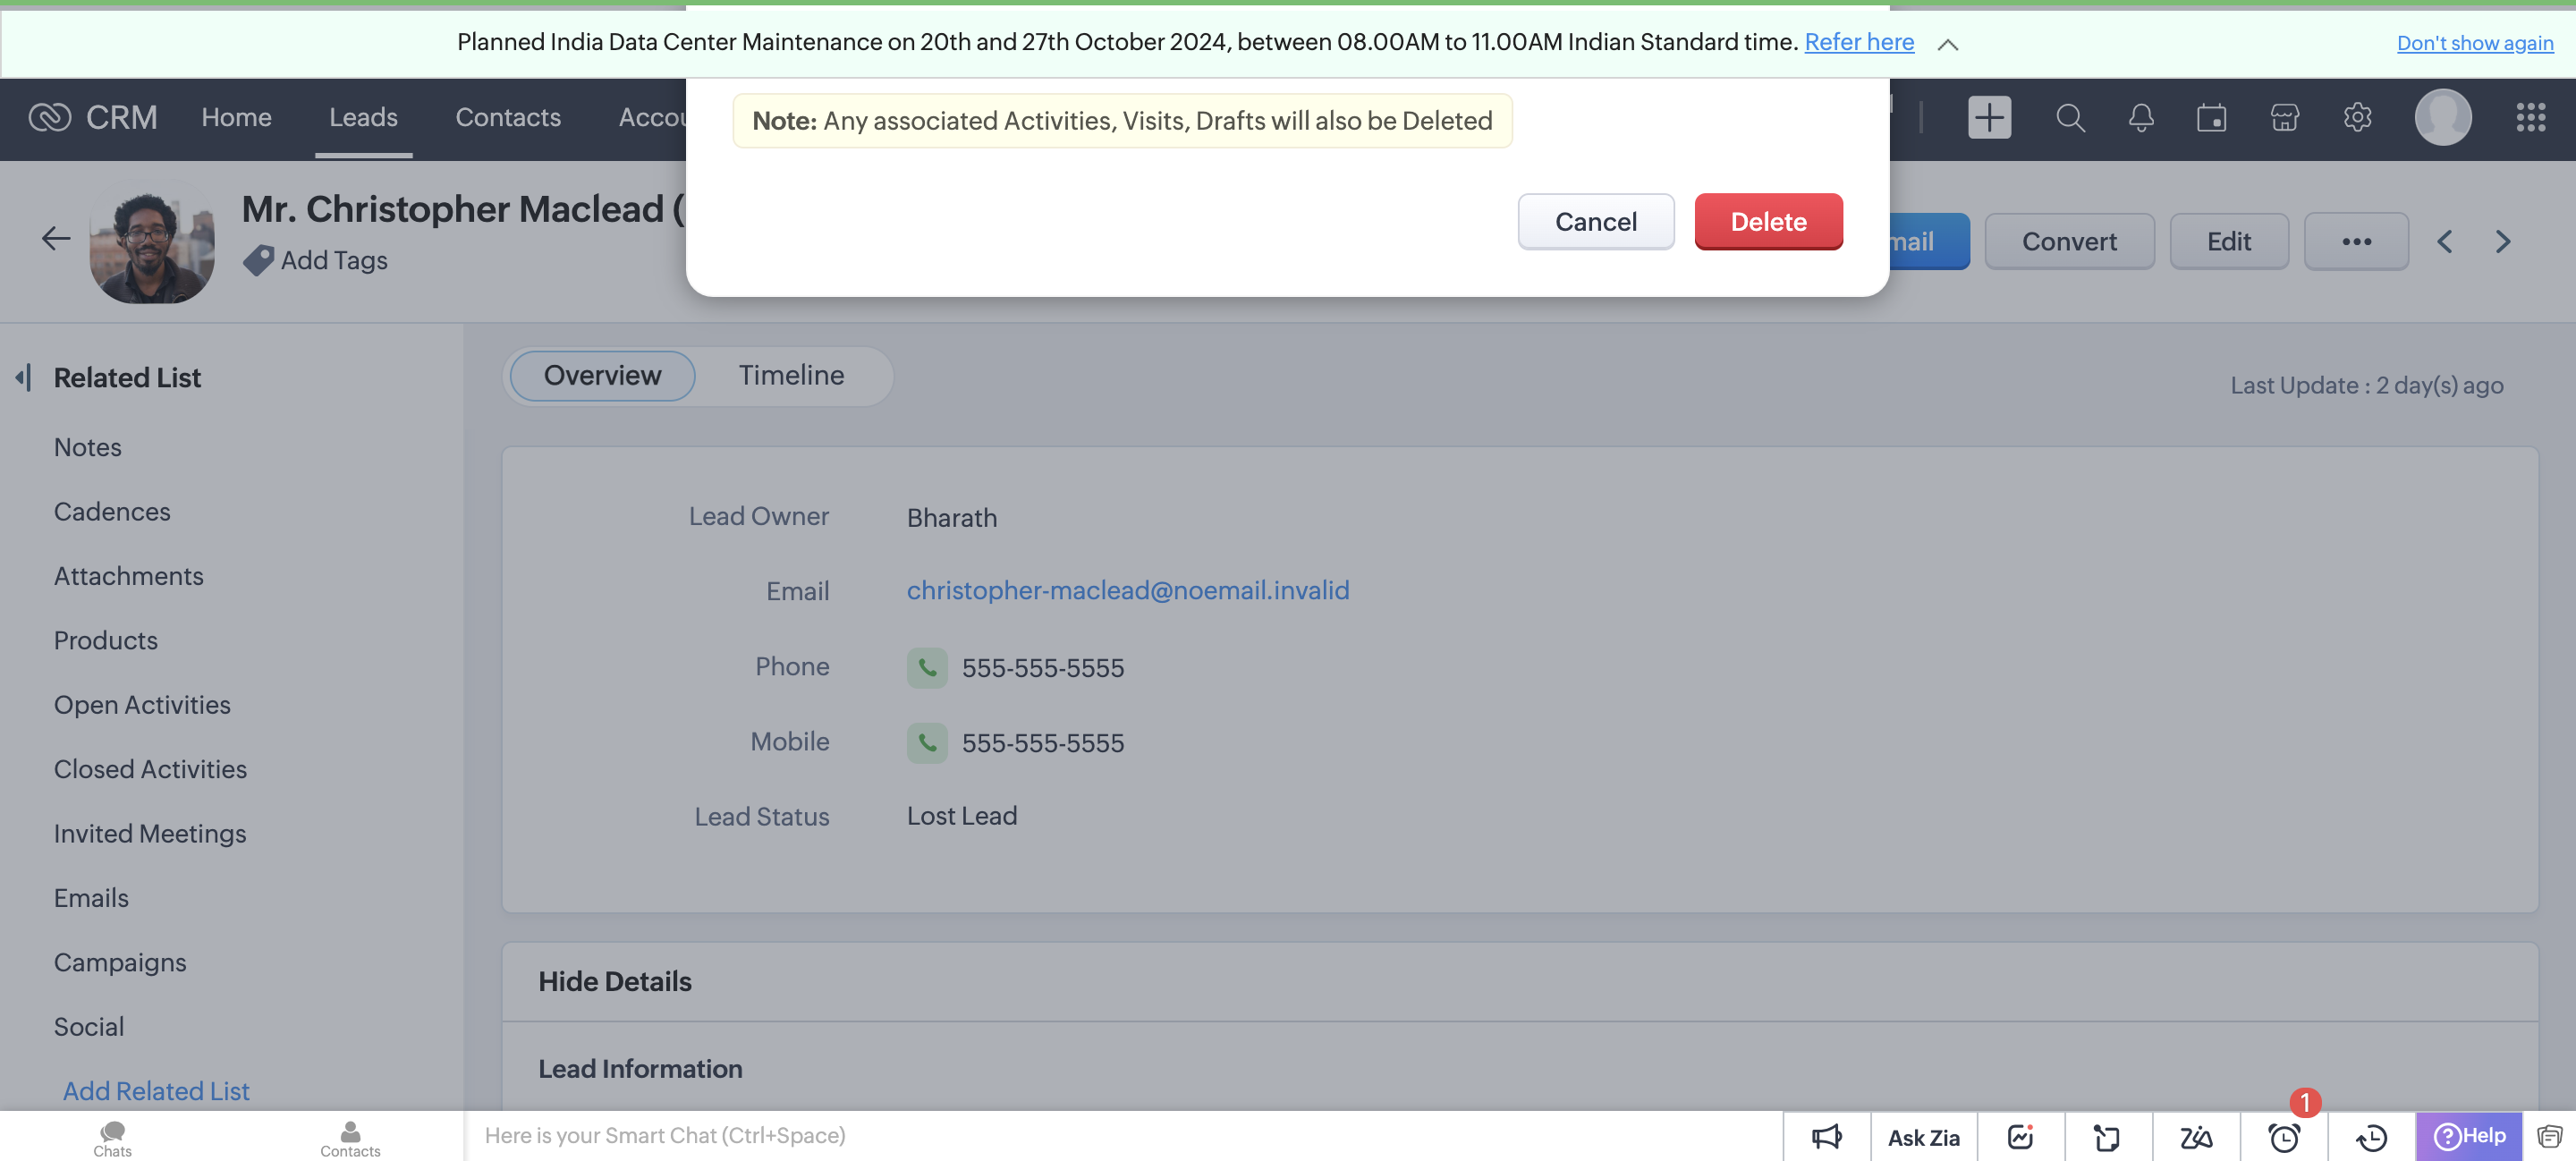 Planned India Data Center Maintenance on 20th and 27th October 2024, between 08.00AM to 11.00AM Indian Standard time. Refer here
Don't show again
CRM
Home
Leads
Contacts
Note: Any associated Activities, Visits, Drafts will also be Deleted
Cancel
Delete
Mr. Christopher Maclead (
Add Tags
Convert
Edit
Related List
Notes
Cadences
Attachments
Products
Open Activities
Closed Activities
Invited Meetings
Emails
Campaigns
Social
Add Related List
Overview
Timeline
Last Update : 2 day(s) ago
Lead Owner Bharath
Email christopher-maclead@noemail.invalid
Phone 555-555-5555
Mobile 555-555-5555
Lead Status Lost Lead
Hide Details
Lead Information
Chats
Contacts
Here is your Smart Chat (Ctrl+Space)
Ask Zia
1
Help